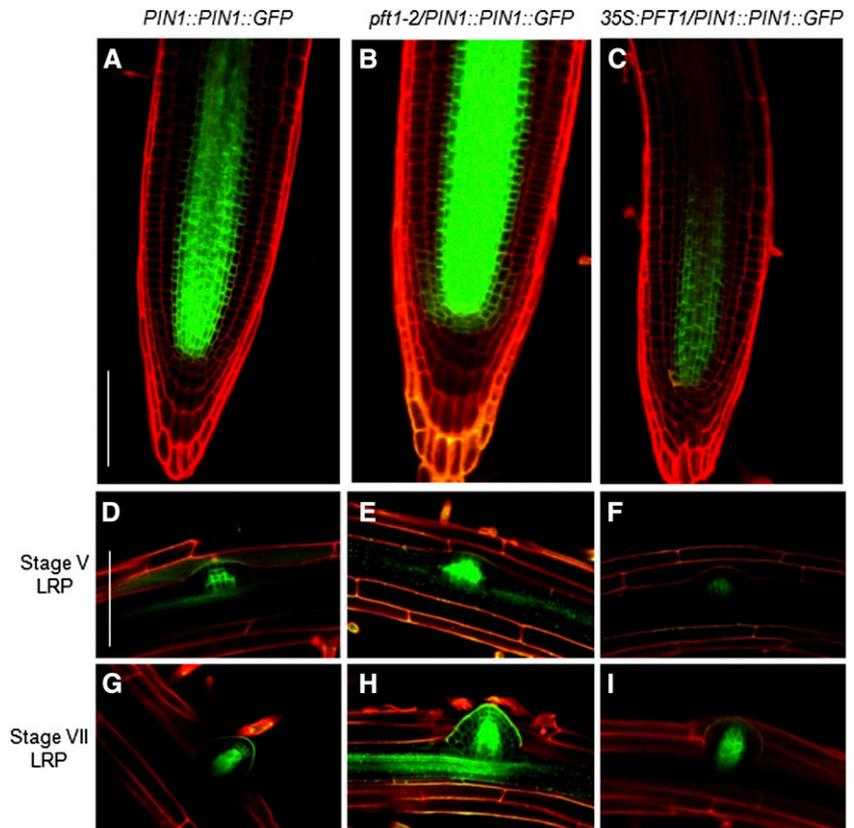 PIN1::PIN1::GFP
pft1-2/PIN1::PIN1::GFP
35S:PFT1/PIN1::PIN1::GFP
A
B
C
D
E
F
Stage V
LRP
G
H
I
Stage VII
LRP